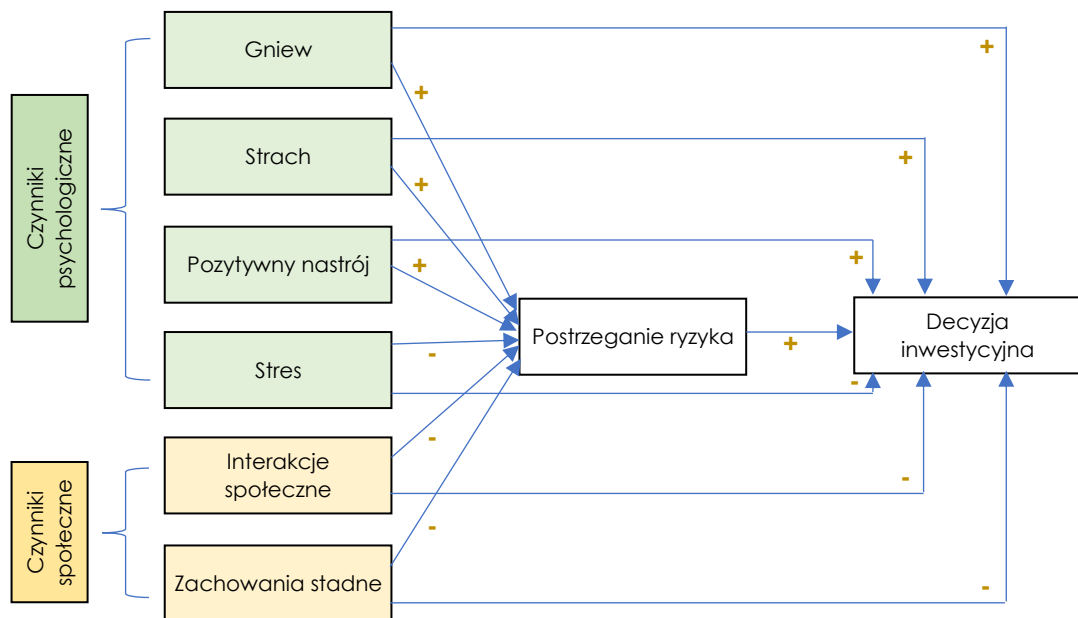 Czynniki
psychologiczne
Gniew
+
+
Strach
+
+
Pozytywny nastrój
+
+
Stres
-
-
Postrzeganie ryzyka
+
Decyzja
inwestycyjna
Czynniki
społeczne
Interakcje
społeczne
-
-
Zachowania stadne
-
-